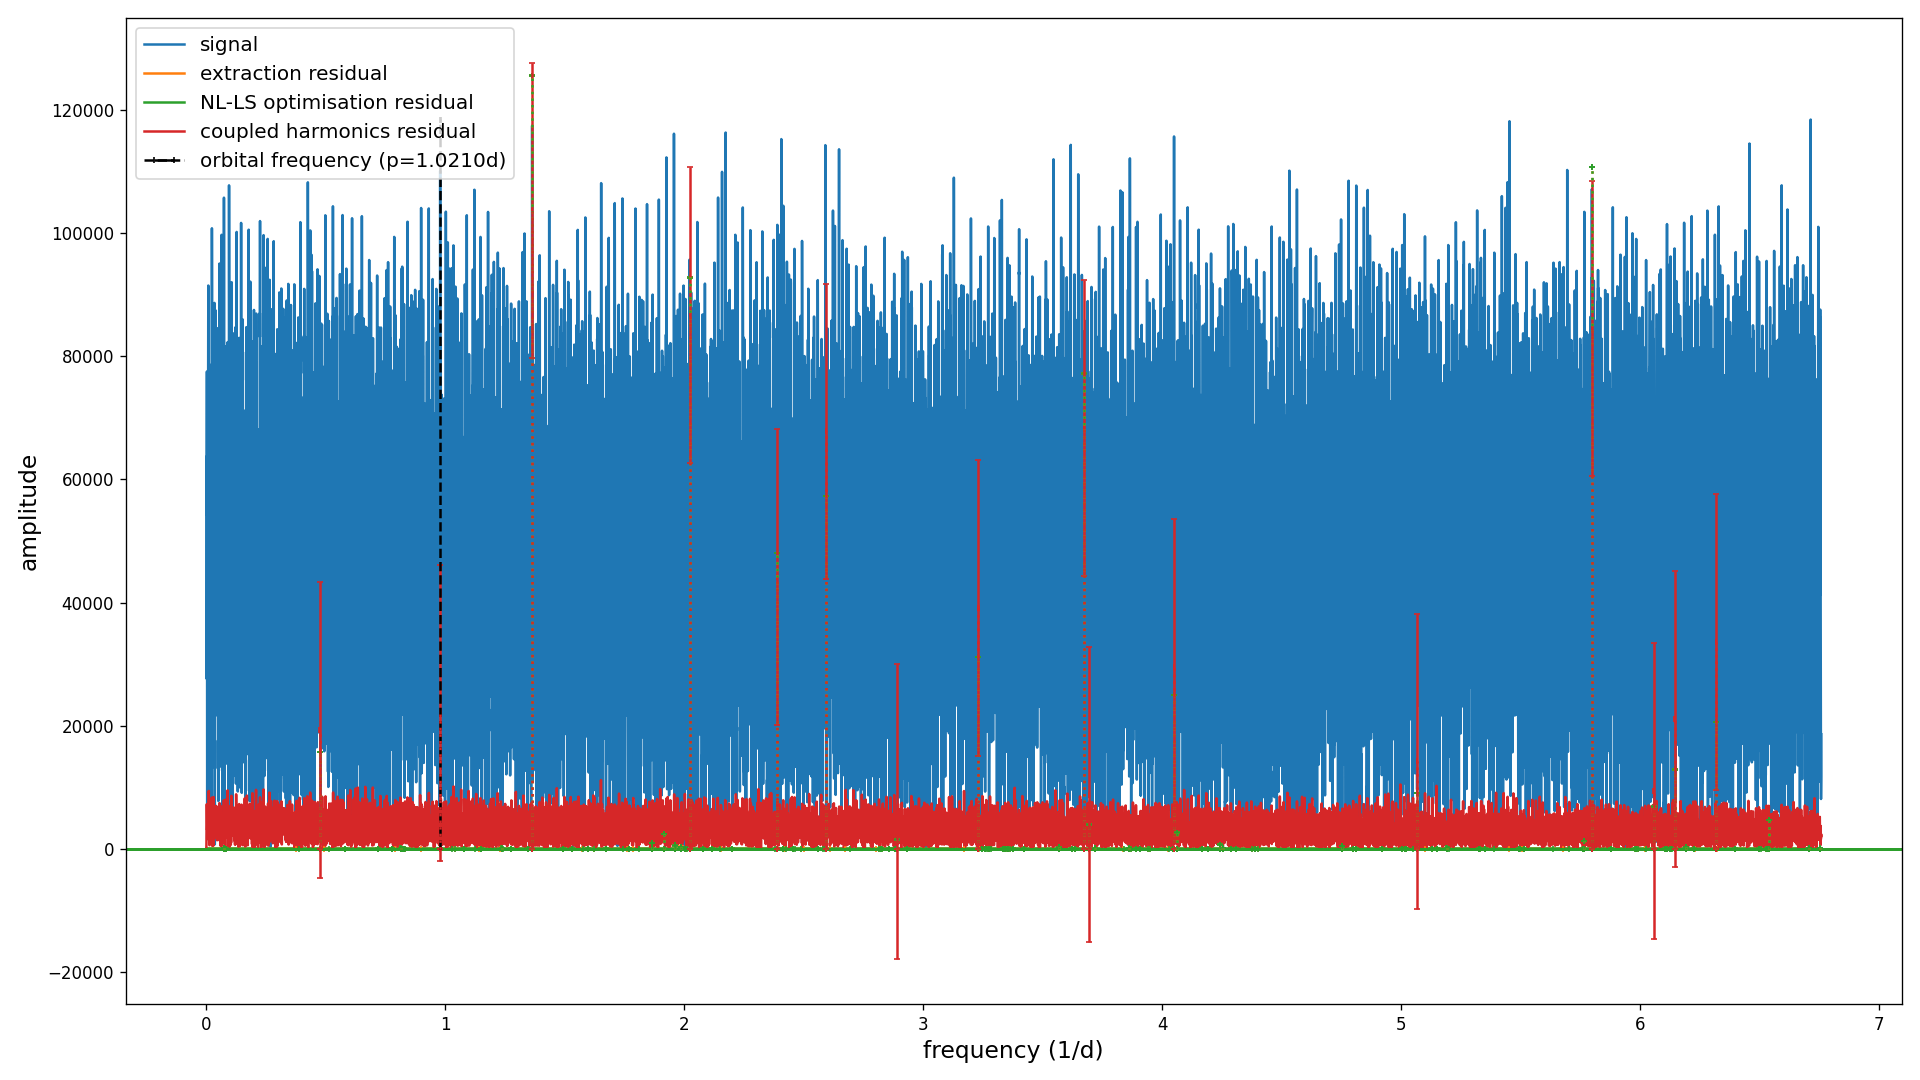 signal
extraction residual
NL-LS optimisation residual
coupled harmonics residual
orbital frequency (p=1.0210d)
120000
100000
80000
60000
40000
20000
0
−20000
amplitude
0 1 2 3 4 5 6 7
frequency (1/d)